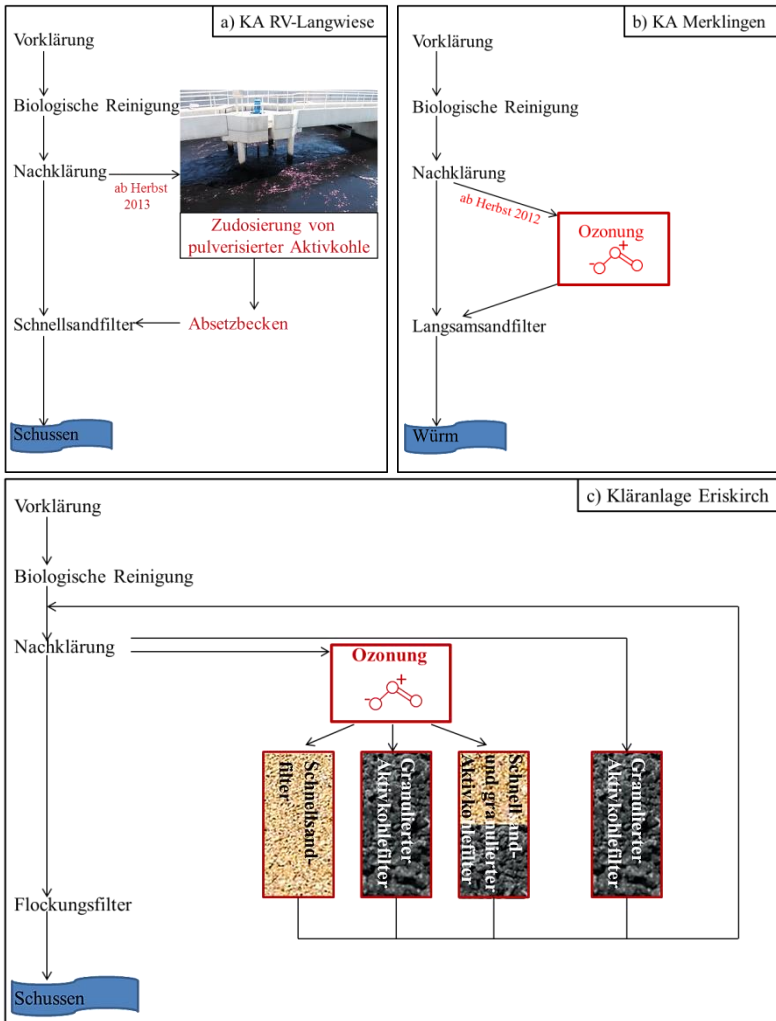 a) KA RV-Langwiese
Vorklärung
Biologische Reinigung
Nachklärung
ab Herbst
2013
Zudosierung von
pulverisierter Aktivkohle
Schnellsandfilter
Absetzbecken
Schussen
b) KA Merklingen
Vorklärung
Biologische Reinigung
Nachklärung
ab Herbst 2012
Ozonung
- +
Langsamsandfilter
Würm
c) Kläranlage Eriskirch
Vorklärung
Biologische Reinigung
Nachklärung
Ozonung
- +
Schnellsand-
filter
Granulierter
Aktivkohlefilter
Schnellsand-
und granulierter
Aktivkohlefilter
Granulierter
Aktivkohlefilter
Flockungsfilter
Schussen